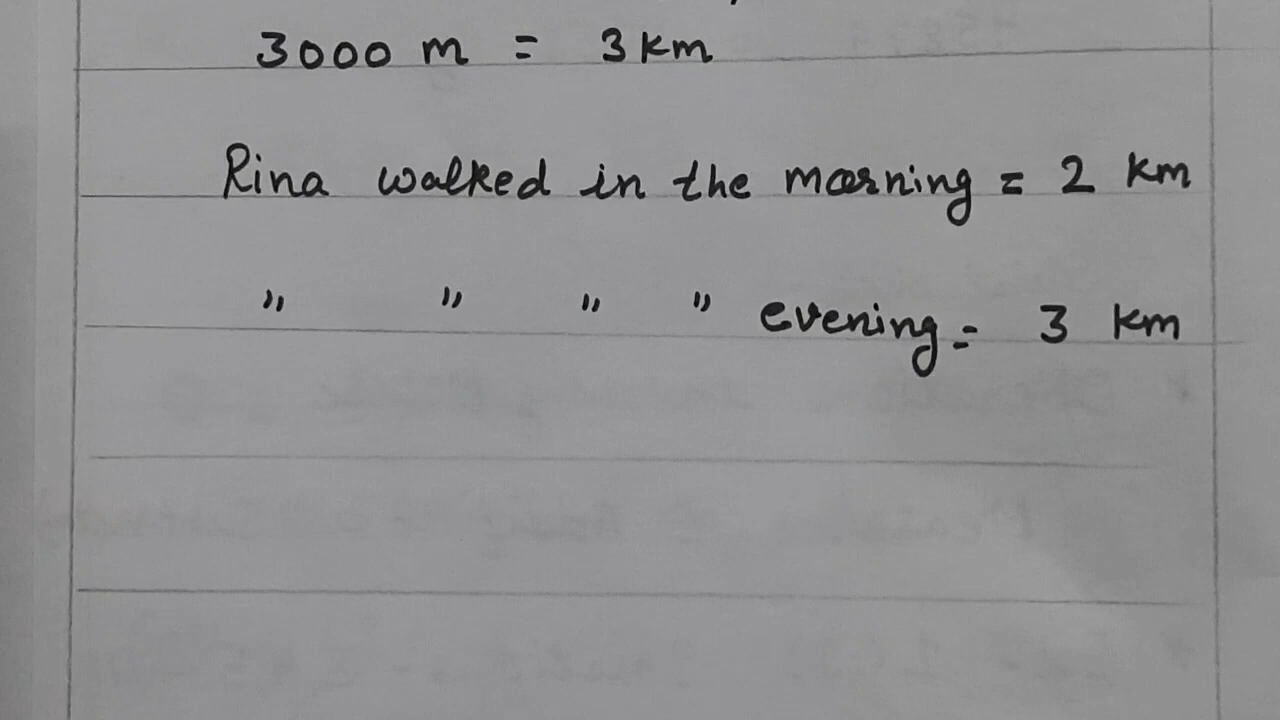 3000 m = 3 km
Rina walked in the morning = 2 km
" " " " evening = 3 km